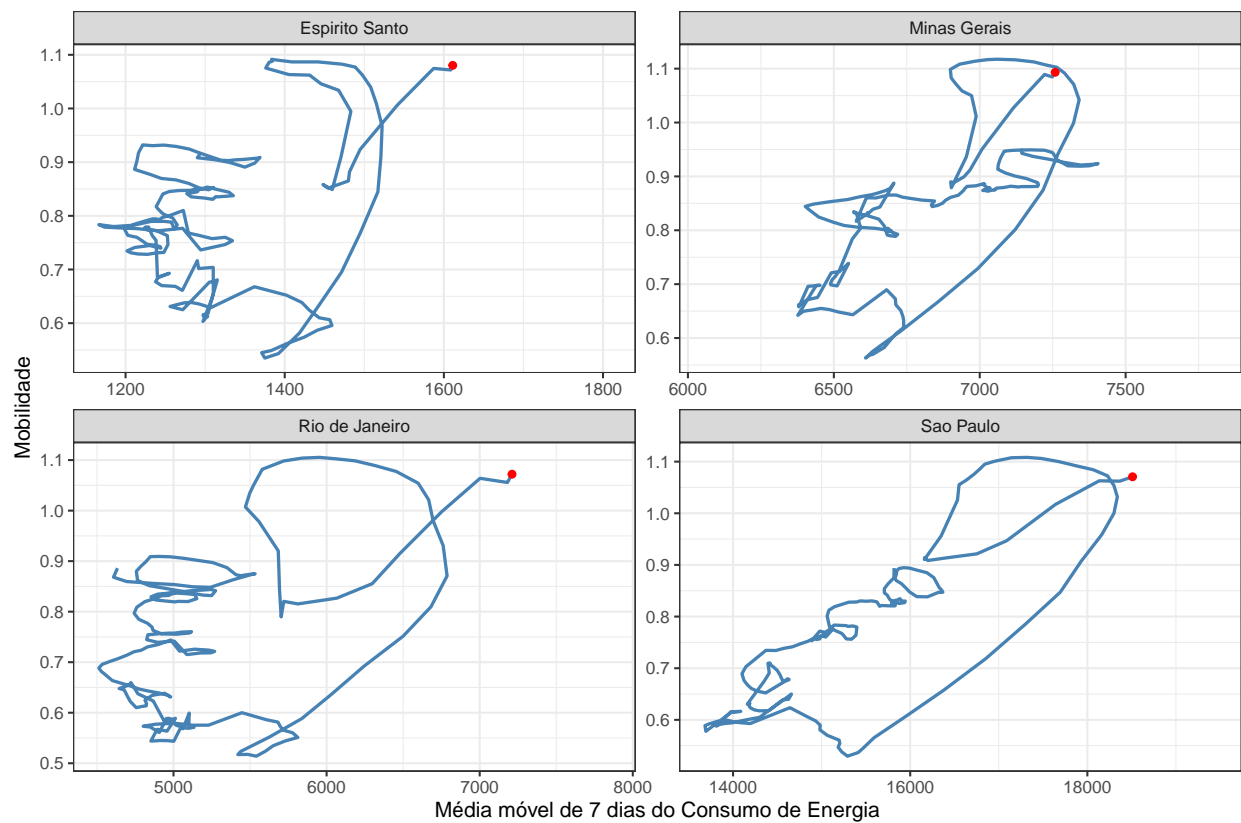 Espirito Santo
Minas Gerais
1.1
1.0
0.9
0.8
0.7
0.6
1200 1400 1600 1800
1.1
1.0
0.9
0.8
0.7
0.6
6000 6500 7000 7500
Rio de Janeiro
Sao Paulo
1.1
1.0
0.9
0.8
0.7
0.6
0.5
5000 6000 7000 8000
1.1
1.0
0.9
0.8
0.7
0.6
14000 16000 18000
Mobilidade
Média móvel de 7 dias do Consumo de Energia